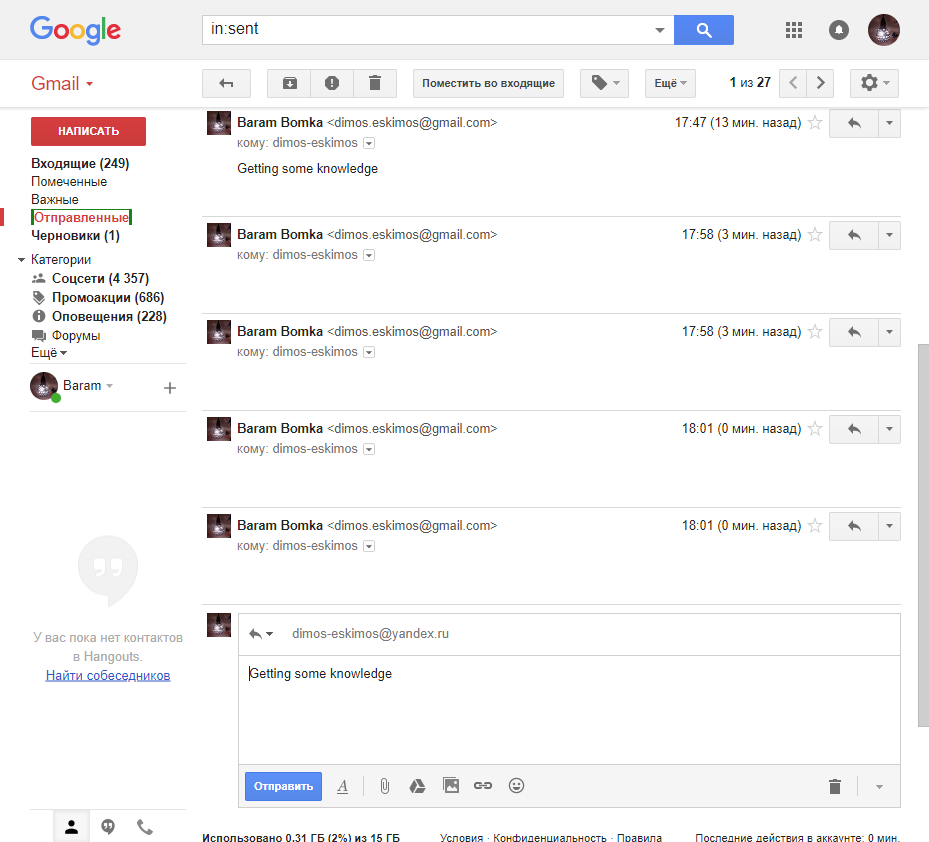 Google
in:sent
Gmail
Поместить во входящие
Ещё
1 из 27
НАПИСАТЬ
Входящие (249)
Помеченные
Важные
Отправленные
Черновики (1)
Категории
Соцсети (4 357)
Промоакции (686)
Оповещения (228)
Форумы
Ещё
Baram
У вас пока нет контактов
в Hangouts.
Найти собеседников
Baram Bomka <dimos.eskimos@gmail.com> 17:47 (13 мин. назад)
кому: dimos-eskimos
Getting some knowledge
Baram Bomka <dimos.eskimos@gmail.com> 17:58 (3 мин. назад)
кому: dimos-eskimos
Baram Bomka <dimos.eskimos@gmail.com> 17:58 (3 мин. назад)
кому: dimos-eskimos
Baram Bomka <dimos.eskimos@gmail.com> 18:01 (0 мин. назад)
кому: dimos-eskimos
Baram Bomka <dimos.eskimos@gmail.com> 18:01 (0 мин. назад)
кому: dimos-eskimos
dimos-eskimos@yandex.ru
Getting some knowledge
Отправить A
Использовано 0,31 ГБ (2%) из 15 ГБ
Условия · Конфиденциальность · Правила
Последние действия в аккаунте: 0 мин.